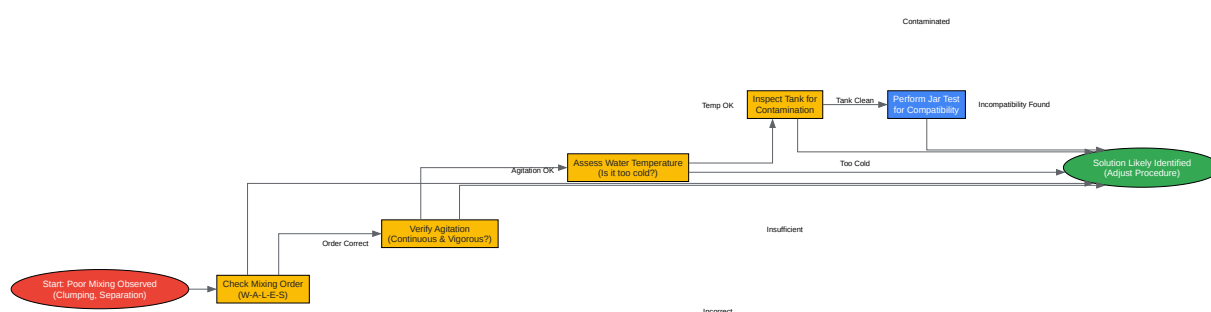 Contaminated
Inspect Tank for
Contamination
Temp OK
Tank Clean
Perform Jar Test
for Compatibility
Incompatibility Found
Assess Water Temperature
(Is it too cold?)
Agitation OK
Too Cold
Solution Likely Identified
(Adjust Procedure)
Verify Agitation
(Continuous & Vigorous?)
Insufficient
Order Correct
Start: Poor Mixing Observed
(Clumping, Separation)
Check Mixing Order
(W-A-L-E-S)
Incorrect